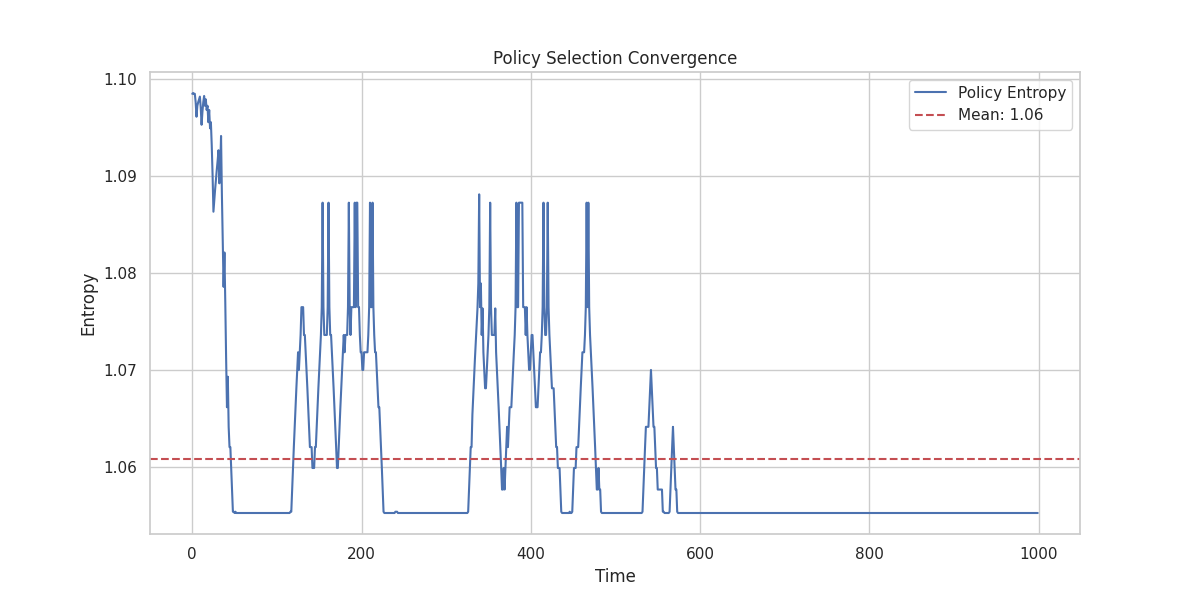 Policy Selection Convergence
1.10
1.09
1.08
1.07
1.06
Entropy
Policy Entropy
Mean: 1.06
0
200
400
600
800
1000
Time